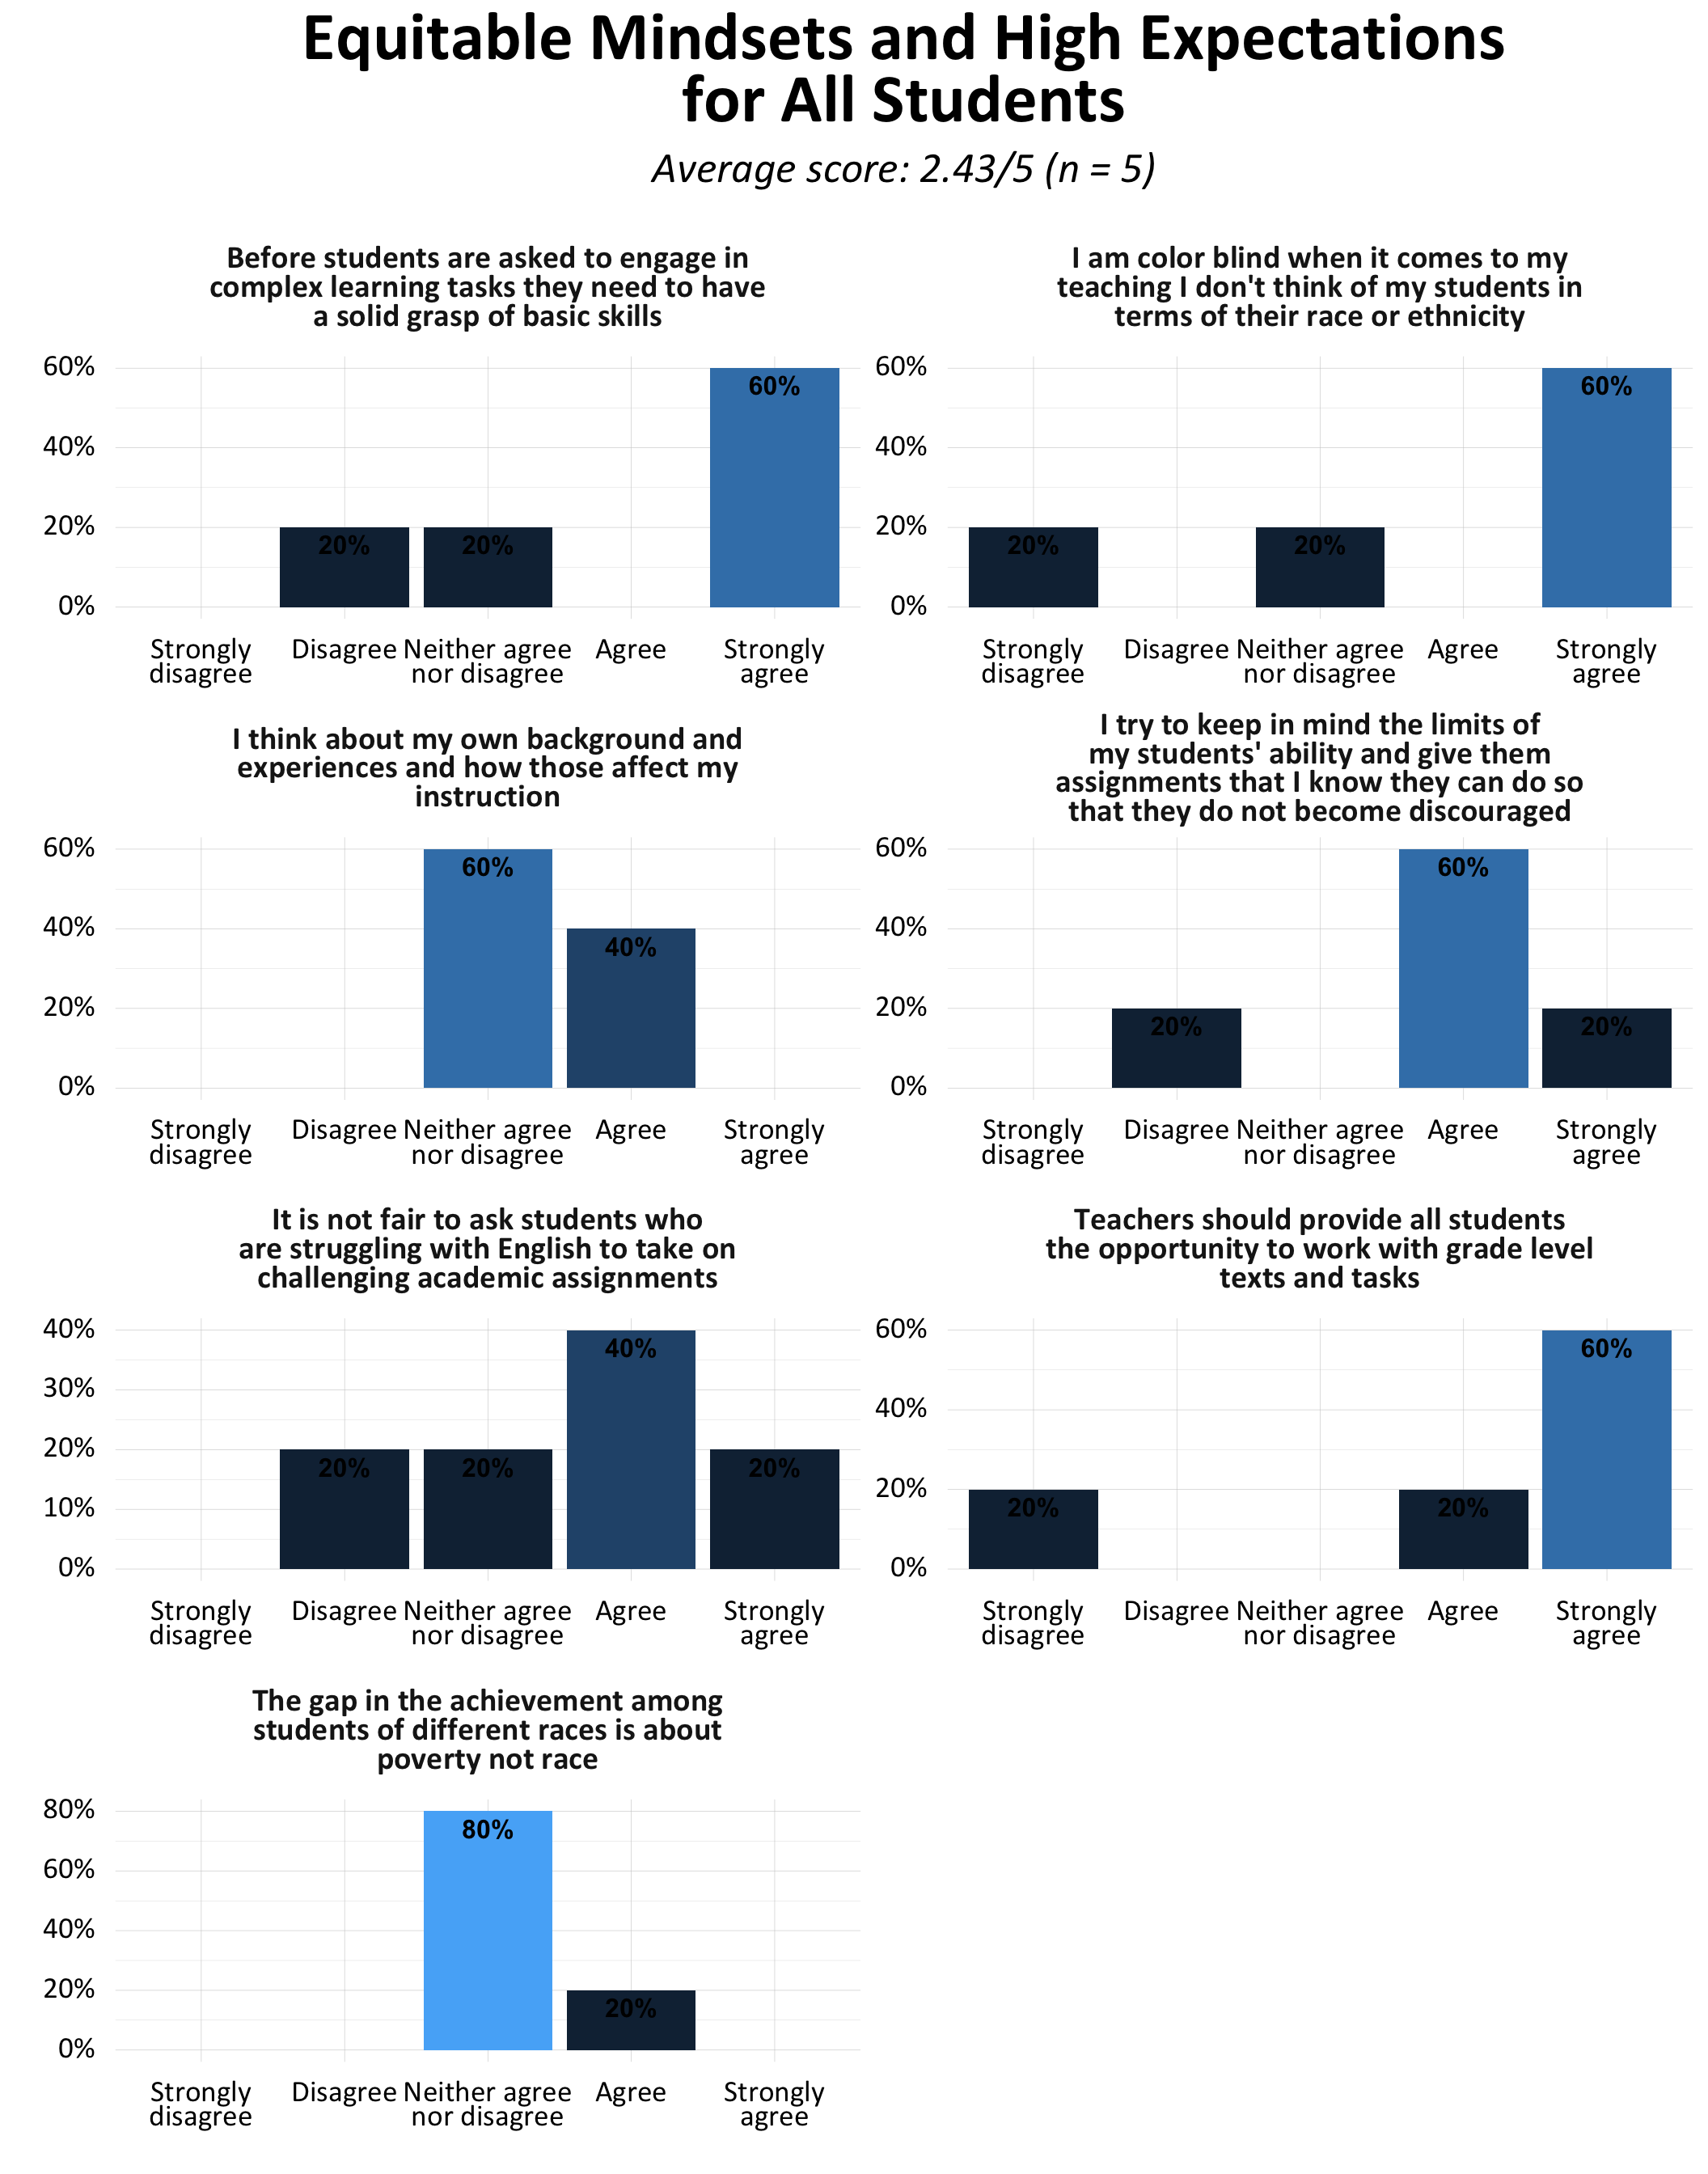 Equitable Mindsets and High Expectations
for All Students
Average score: 2.43/5 (n = 5)
Before students are asked to engage in
complex learning tasks they need to have
a solid grasp of basic skills
60%
40%
20%
0%
20%
20%
60%
Strongly
disagree
Disagree
Neither agree
nor disagree
Agree
Strongly
agree
I am color blind when it comes to my
teaching I don't think of my students in
terms of their race or ethnicity
60%
40%
20%
0%
20%
20%
60%
Strongly
disagree
Disagree
Neither agree
nor disagree
Agree
Strongly
agree
I think about my own background and
experiences and how those affect my
instruction
60%
40%
20%
0%
60%
40%
Strongly
disagree
Disagree
Neither agree
nor disagree
Agree
Strongly
agree
I try to keep in mind the limits of
my students' ability and give them
assignments that I know they can do so
that they do not become discouraged
60%
40%
20%
0%
20%
60%
20%
Strongly
disagree
Disagree
Neither agree
nor disagree
Agree
Strongly
agree
It is not fair to ask students who
are struggling with English to take on
challenging academic assignments
40%
30%
20%
10%
0%
20%
20%
40%
20%
Strongly
disagree
Disagree
Neither agree
nor disagree
Agree
Strongly
agree
Teachers should provide all students
the opportunity to work with grade level
texts and tasks
60%
40%
20%
0%
20%
20%
60%
Strongly
disagree
Disagree
Neither agree
nor disagree
Agree
Strongly
agree
The gap in the achievement among
students of different races is about
poverty not race
80%
60%
40%
20%
0%
80%
20%
Strongly
disagree
Disagree
Neither agree
nor disagree
Agree
Strongly
agree